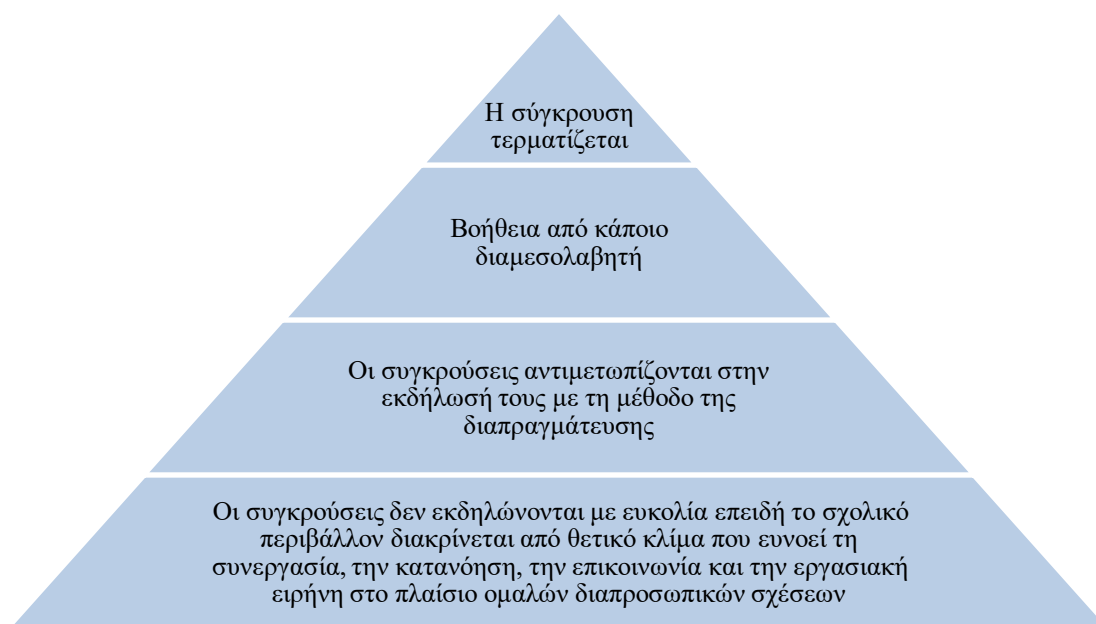 Η σύγκρουση
τερματίζεται
Βοήθεια από κάποιο
διαμεσολαβητή
Οι συγκρούσεις αντιμετωπίζονται στην
εκδήλωσή τους με τη μέθοδο της
διαπραγμάτευσης
Οι συγκρούσεις δεν εκδηλώνονται με ευκολία επειδή το σχολικό
περιβάλλον διακρίνεται από θετικό κλίμα που ευνοεί τη
συνεργασία, την κατανόηση, την επικοινωνία και την εργασιακή
ειρήνη στο πλαίσιο ομαλών διαπροσωπικών σχέσεων